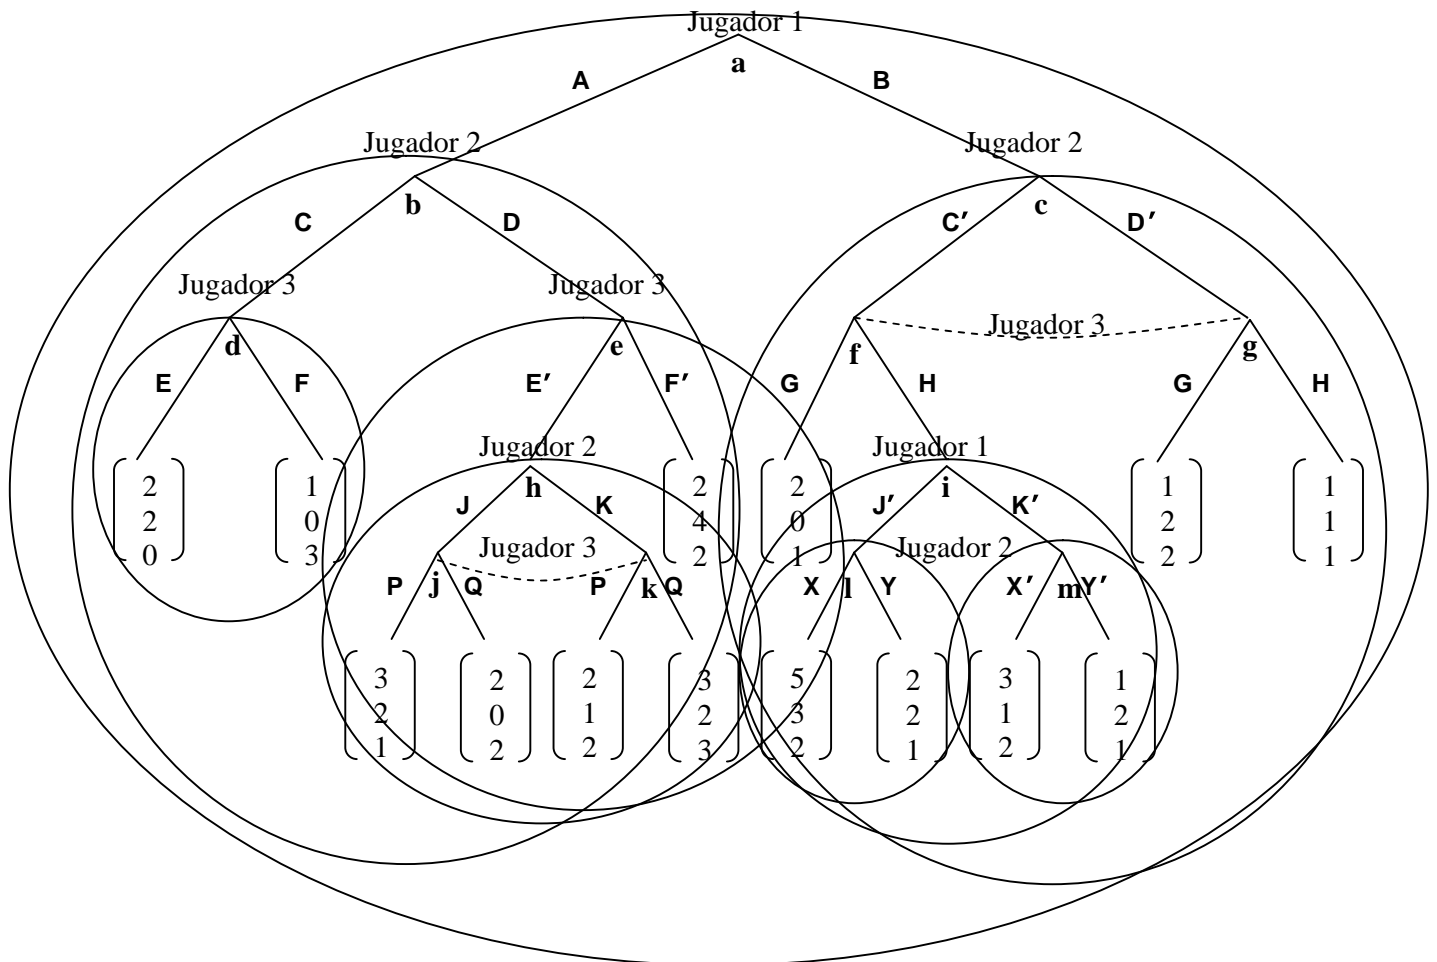 Jugador 1
a
A B
Jugador 2 Jugador 2
b c
C D C′ D′
Jugador 3 Jugador 3 Jugador 3
d e f g
E F E′ F′ G H G H
Jugador 2 Jugador 1
h i
2 1 2 2 1 1
2 0 4 0 2 1
0 3 2 1 2 1
J K J′ K′
Jugador 3 Jugador 2
P j Q P k Q X l Y X′ m Y′
3 2 2 3 5 2 3 1
2 0 1 2 3 2 1 2
1 2 2 3 2 1 2 1